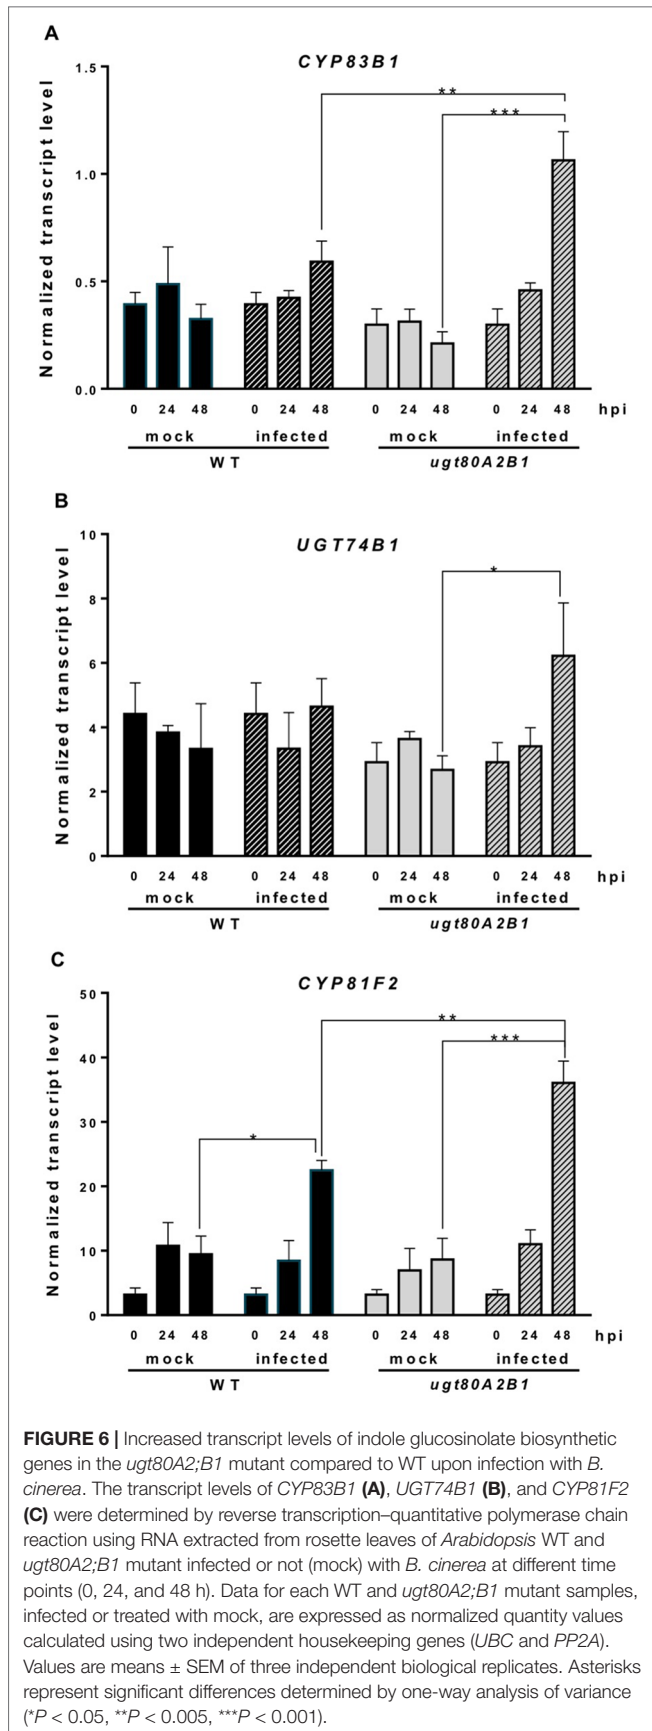 A
CYP83B1
Normalized transcript level
1.5
1.0
0.5
0.0
**
***
0 24 48 0 24 48 0 24 48 0 24 48 hpi
mock infected mock infected
WT ugt80A2B1
B
UGT74B1
Normalized transcript level
10
8
6
4
2
0
*
0 24 48 0 24 48 0 24 48 0 24 48 hpi
mock infected mock infected
WT ugt80A2B1
C
CYP81F2
Normalized transcript level
50
40
30
20
10
0
**
***
*
0 24 48 0 24 48 0 24 48 0 24 48 hpi
mock infected mock infected
WT ugt80A2B1
FIGURE 6 | Increased transcript levels of indole glucosinolate biosynthetic
genes in the ugt80A2;B1 mutant compared to WT upon infection with B.
cinerea. The transcript levels of CYP83B1 (A), UGT74B1 (B), and CYP81F2
(C) were determined by reverse transcription–quantitative polymerase chain
reaction using RNA extracted from rosette leaves of Arabidopsis WT and
ugt80A2;B1 mutant infected or not (mock) with B. cinerea at different time
points (0, 24, and 48 h). Data for each WT and ugt80A2;B1 mutant samples,
infected or treated with mock, are expressed as normalized quantity values
calculated using two independent housekeeping genes (UBC and PP2A).
Values are means ± SEM of three independent biological replicates. Asterisks
represent significant differences determined by one-way analysis of variance
(*P < 0.05, **P < 0.005, ***P < 0.001).